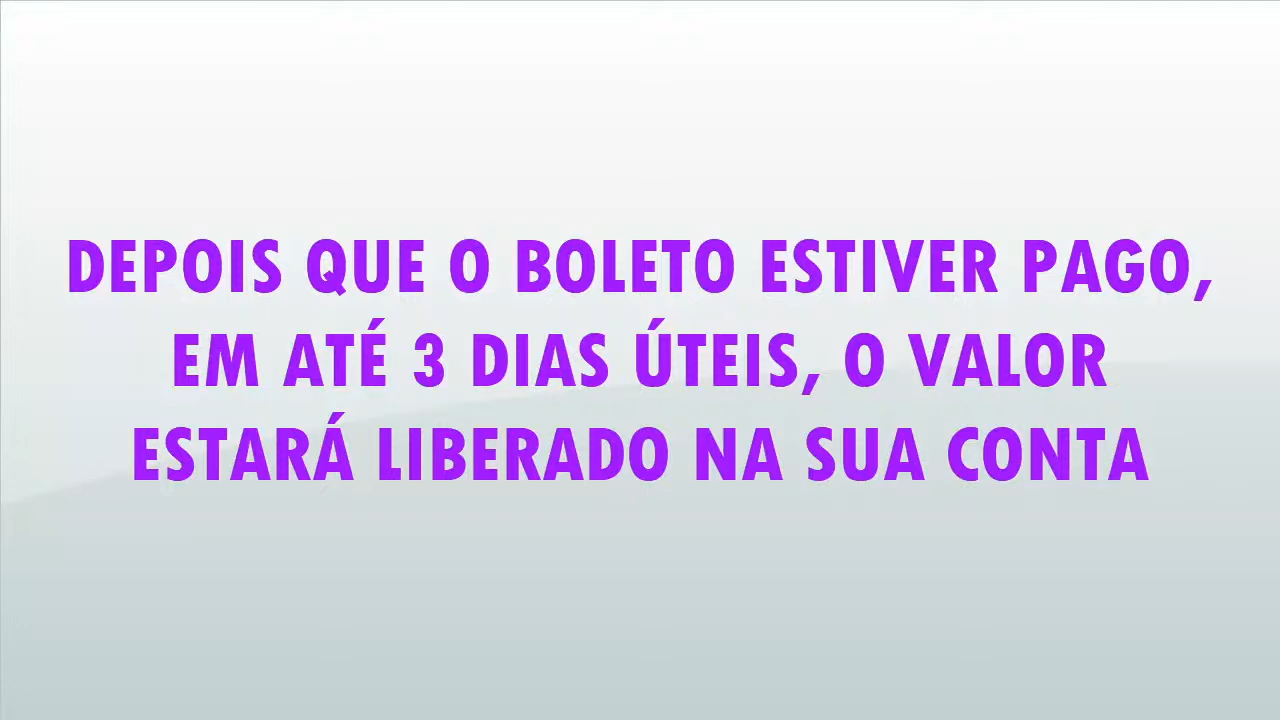 DEPOIS QUE O BOLETO ESTIVER PAGO,
EM ATÉ 3 DIAS ÚTEIS, O VALOR
ESTARÁ LIBERADO NA SUA CONTA